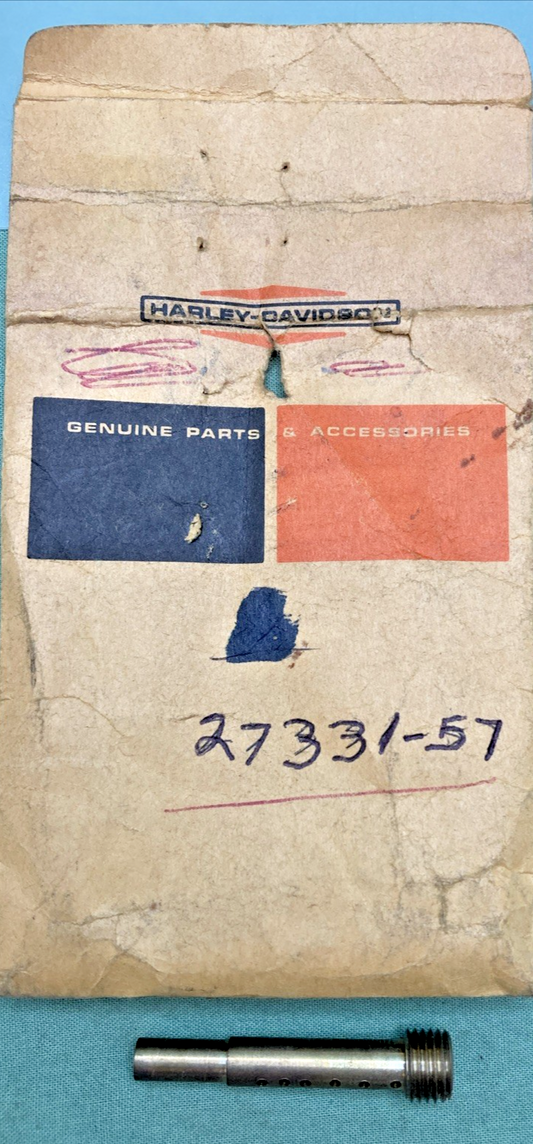 HARLEY-DAVIDSON
GENUINE PARTS & ACCESSORIES
27331-57